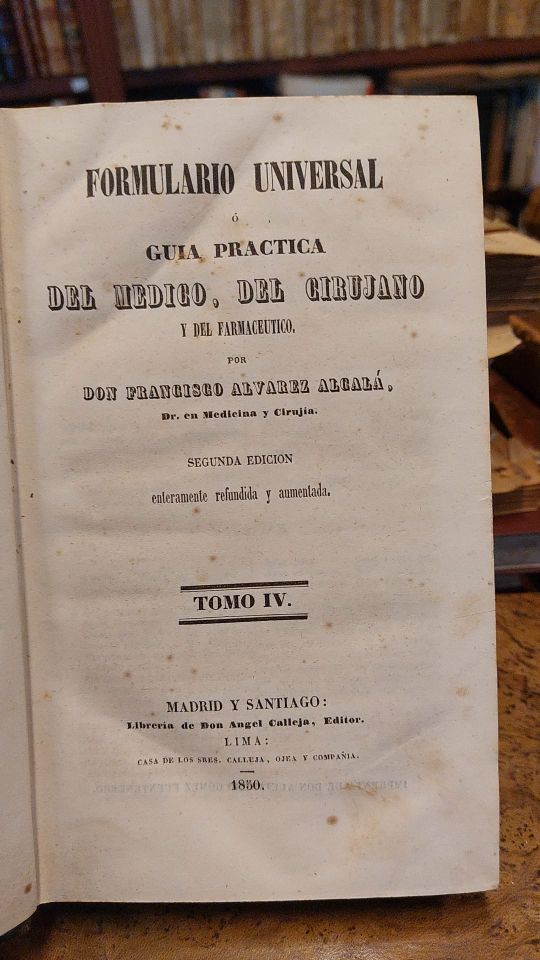 FORMULARIO UNIVERSAL
ó
GUIA PRACTICA
DEL MEDICO, DEL CIRUJANO
Y DEL FARMACEUTICO.
POR
DON FRANCISCO ALVAREZ ALCALÁ,
Dr. en Medicina y Cirujía.
SEGUNDA EDICION
enteramente refundida y aumentada.
TOMO IV.
MADRID Y SANTIAGO:
Librería de Don Angel Calleja, Editor.
LIMA:
CASA DE LOS SRES. CALLEJA, OJEA Y COMPAÑIA.
1850.